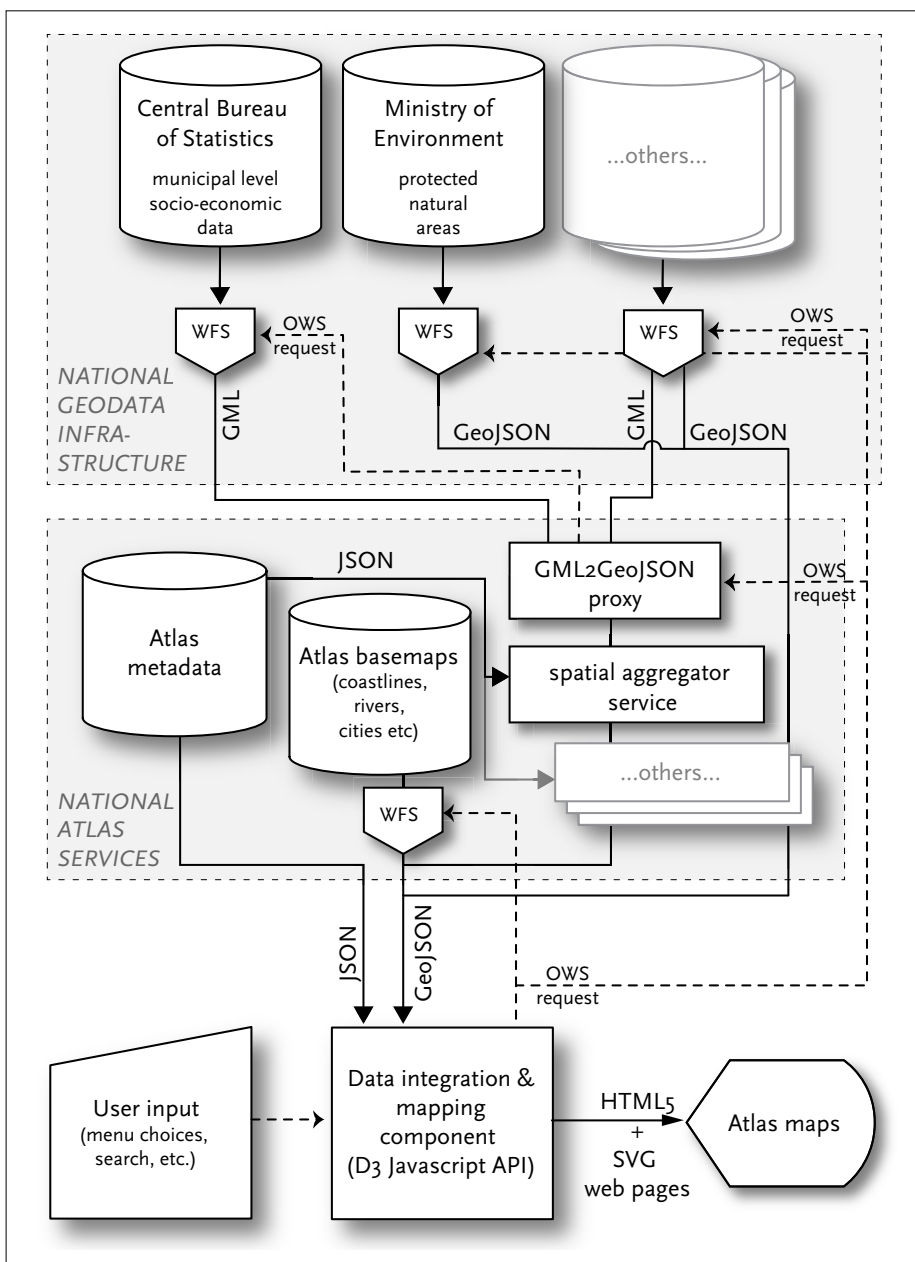 Central Bureau
of Statistics
municipal level
socio-economic
data
Ministry of
Environment
protected
natural
areas
...others...
WFS
OWS
request
WFS
WFS
OWS
request
NATIONAL
GEODATA
INFRA-
STRUCTURE
GML
GeoJSON
GML
GeoJSON
JSON
GML2GeoJSON
proxy
OWS
request
Atlas
metadata
Atlas basemaps
(coastlines,
rivers,
cities etc)
spatial aggregator
service
...others...
WFS
NATIONAL
ATLAS
SERVICES
JSON
GeoJSON
OWS
request
User input
(menu choices,
search, etc.)
Data integration &
mapping
component
(D3 Javascript API)
HTML5
+
SVG
web pages
Atlas maps